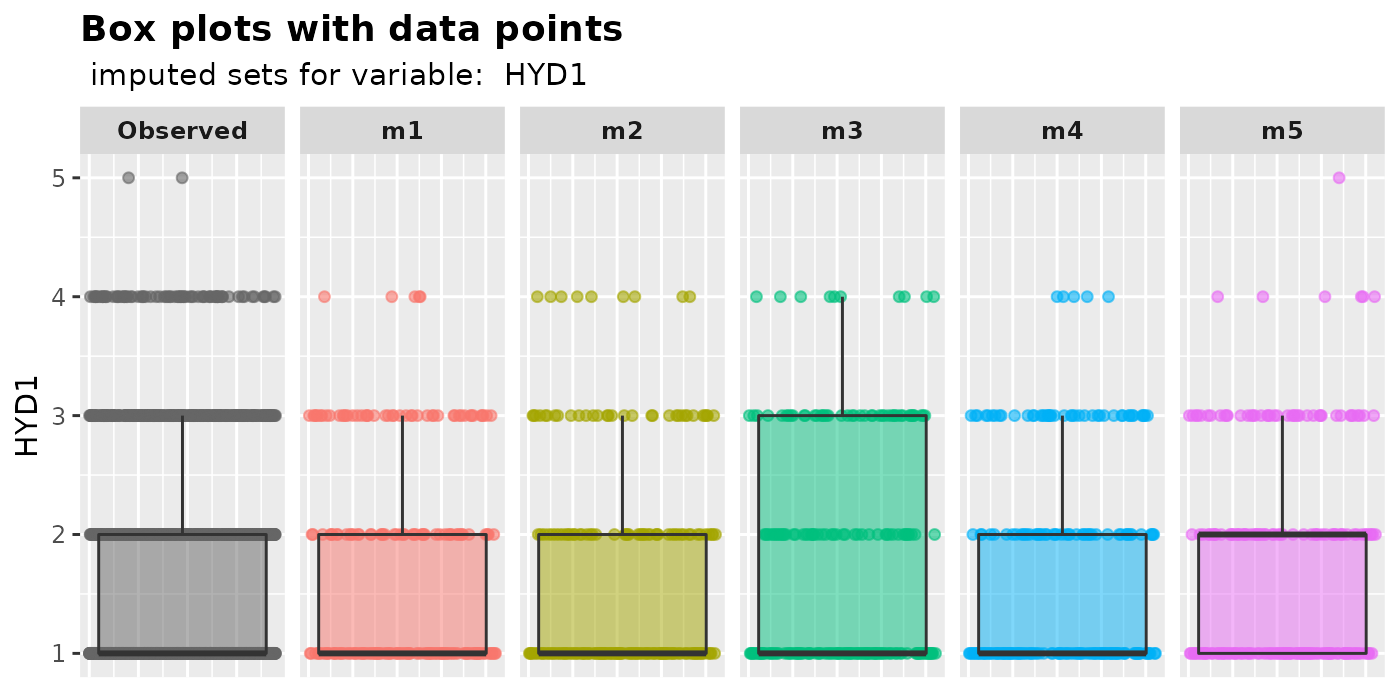 Box plots with data points
imputed sets for variable:  HYD1
Observed m1 m2 m3 m4 m5
5
4
3
2
1
HYD1